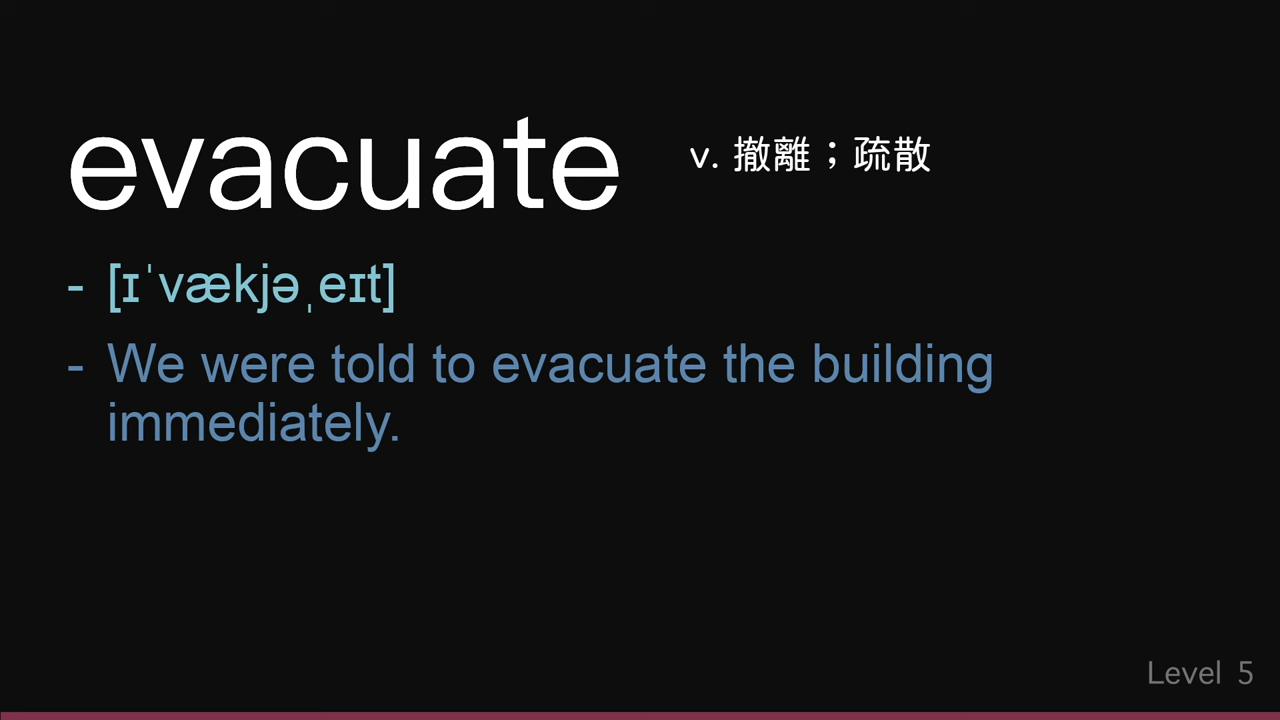 evacuate v. 撤離；疏散
- [ɪˈvækjəˌeɪt]
- We were told to evacuate the building
immediately.
Level 5